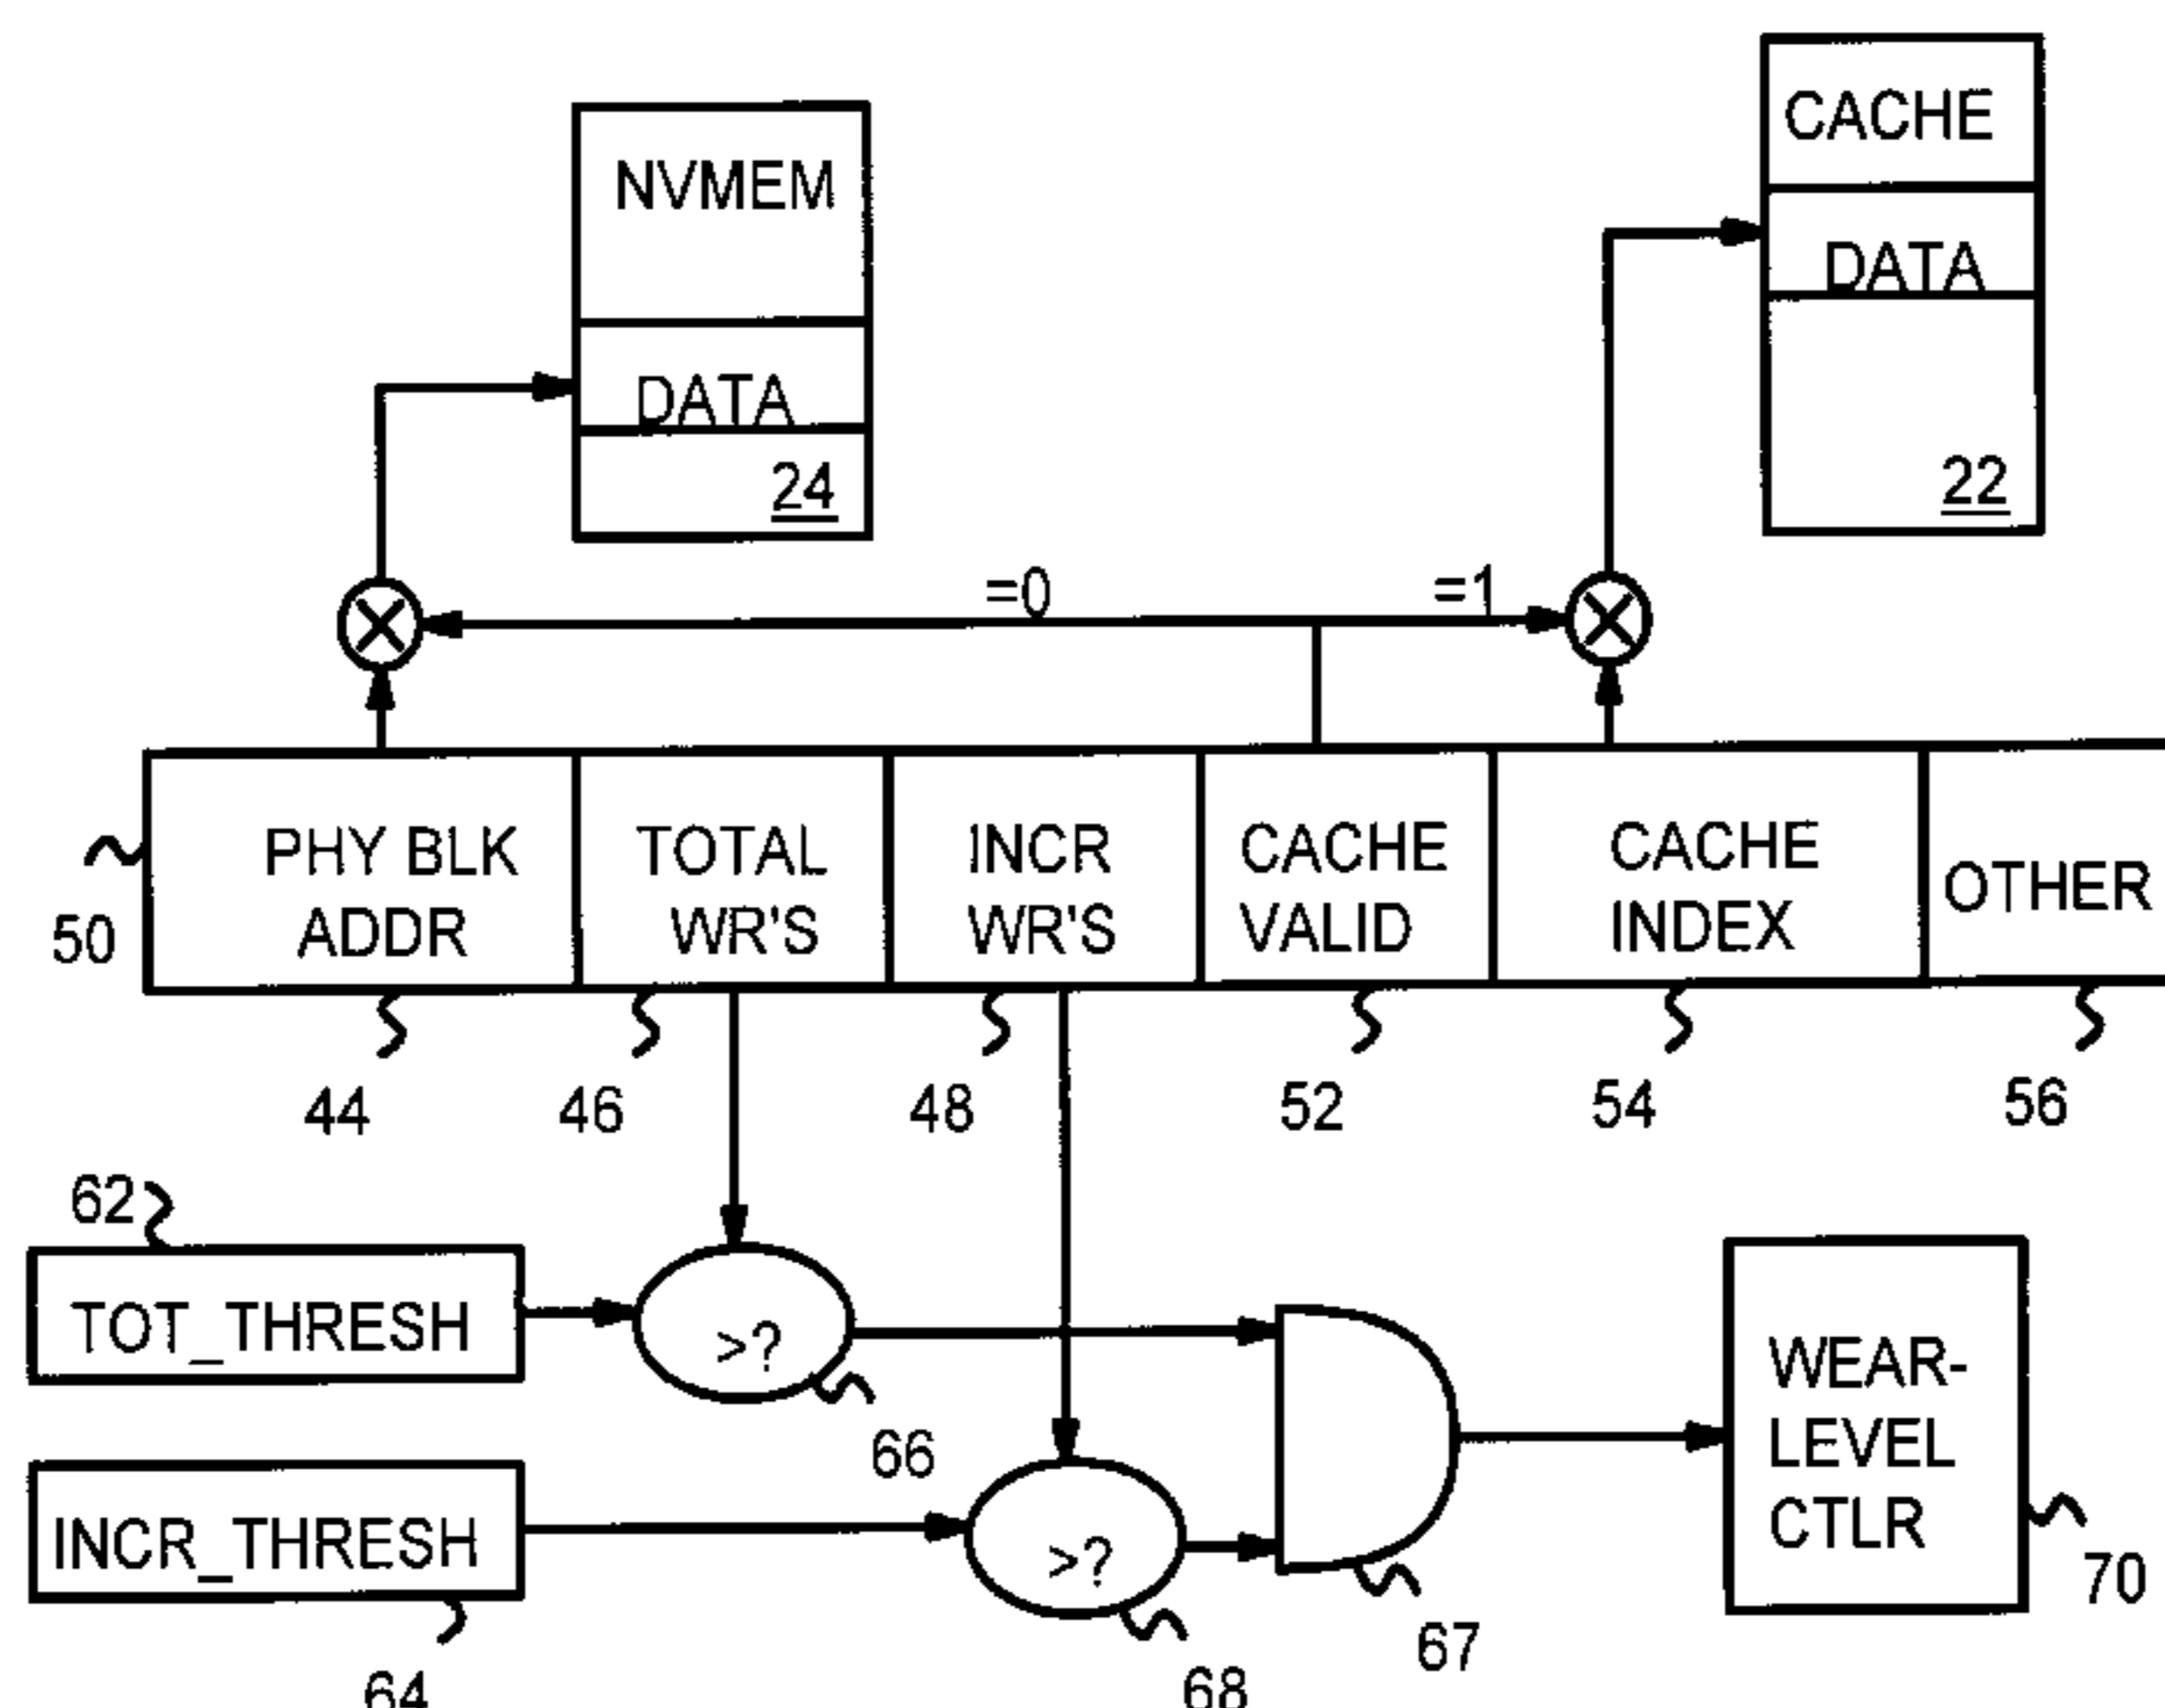 CACHE
NVMEM
DATA
DATA
24
22
=0
=1
PHY BLK
ADDR
TOTAL
WR'S
INCR
WR'S
CACHE
VALID
CACHE
INDEX
OTHER
50
44
46
48
52
54
56
62
TOT_THRESH
>?
66
WEAR-
LEVEL
CTLR
INCR_THRESH
>?
70
67
64
68